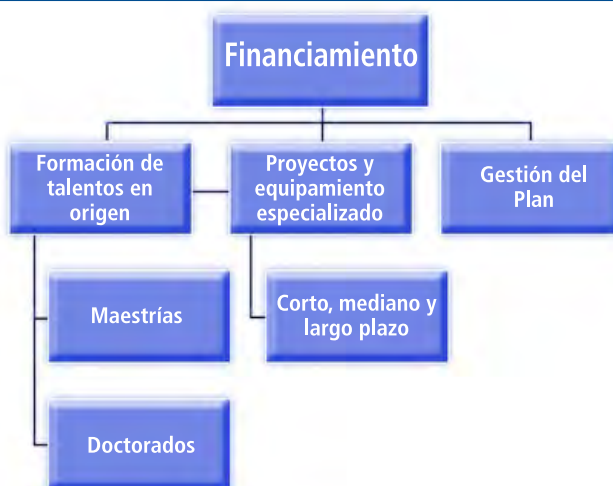 Financiamiento
Formación de
talentos en
origen
Proyectos y
equipamiento
especializado
Gestión del
Plan
Maestrías
Corto, mediano y
largo plazo
Doctorados